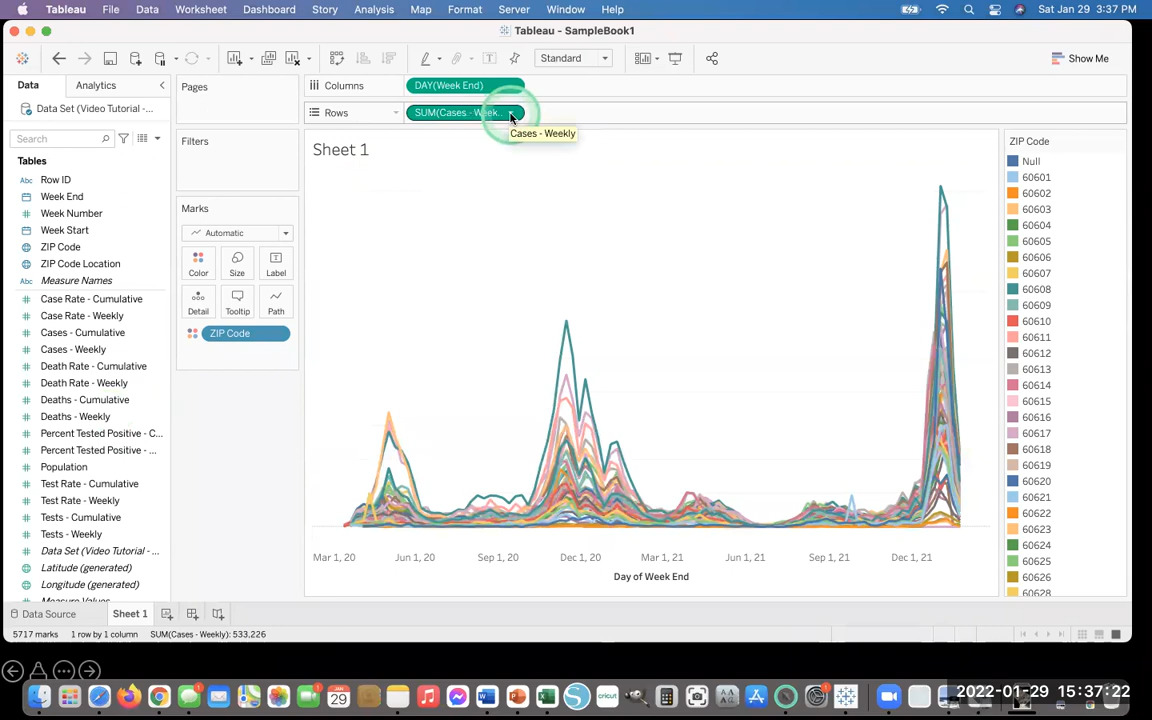 Tableau File Data Worksheet Dashboard Story Analysis Map Format Server Window Help Sat Jan 29 3:37 PM
Tableau - SampleBook1
Standard Show Me
Data Analytics
Data Set (Video Tutorial -...
Search
Tables
Abc Row ID
Week End
Week Number
Week Start
ZIP Code
ZIP Code Location
Abc Measure Names
Case Rate - Cumulative
Case Rate - Weekly
Cases - Cumulative
Cases - Weekly
Death Rate - Cumulative
Death Rate - Weekly
Deaths - Cumulative
Deaths - Weekly
Percent Tested Positive - C...
Percent Tested Positive - ...
Population
Test Rate - Cumulative
Test Rate - Weekly
Tests - Cumulative
Tests - Weekly
Data Set (Video Tutorial - ...
Latitude (generated)
Longitude (generated)
Measure Values
Pages
Filters
Marks
Automatic
Color Size Label
Detail Tooltip Path
ZIP Code
Columns DAY(Week End)
Rows SUM(Cases - Week..
Cases - Weekly
Sheet 1
Mar 1, 20 Jun 1, 20 Sep 1, 20 Dec 1, 20 Mar 1, 21 Jun 1, 21 Sep 1, 21 Dec 1, 21
Day of Week End
ZIP Code
Null
60601
60602
60603
60604
60605
60606
60607
60608
60609
60610
60611
60612
60613
60614
60615
60616
60617
60618
60619
60620
60621
60622
60623
60624
60625
60626
60628
Data Source Sheet 1
5717 marks 1 row by 1 column SUM(Cases - Weekly): 533,226
JAN
29
cricut
2022-01-29 15:37:22